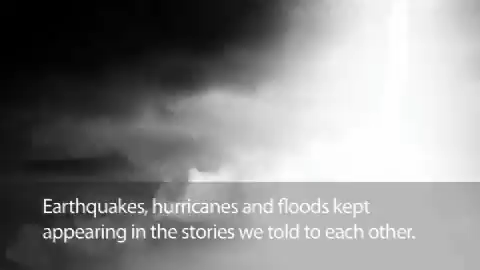 Earthquakes, hurricanes and floods kept
appearing in the stories we told to each other.